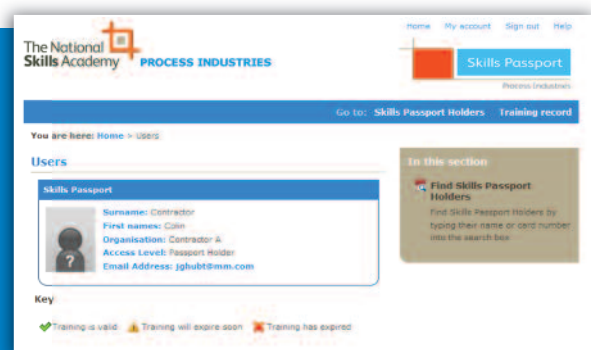 Home My account Sign out Help
The National
Skills Academy PROCESS INDUSTRIES
Skills Passport
Process Industries
Go to: Skills Passport Holders Training record
You are here: Home > Users
Users
In this section
Skills Passport
Surname: Contractor
First names: Colin
Organisation: Contractor A
Access Level: Passport Holder
Email Address: jghubt@mm.com
Find Skills Passport
Holders
Find Skills Passport Holders by
typing their name or card number
into the search box
Key
Training is valid Training will expire soon Training has expired